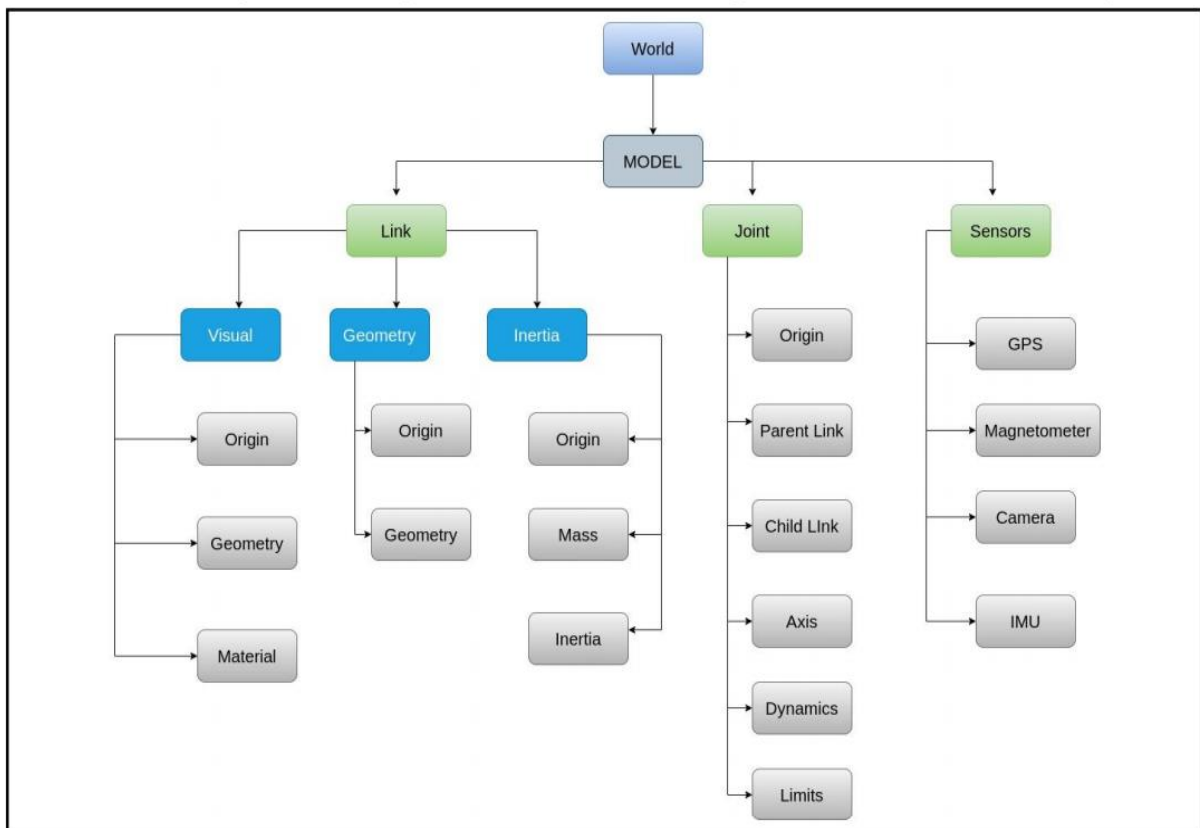 World
MODEL
Link
Joint
Sensors
Visual
Geometry
Inertia
Origin
Geometry
Material
Origin
Geometry
Origin
Mass
Inertia
Origin
Parent Link
Child LInk
Axis
Dynamics
Limits
GPS
Magnetometer
Camera
IMU